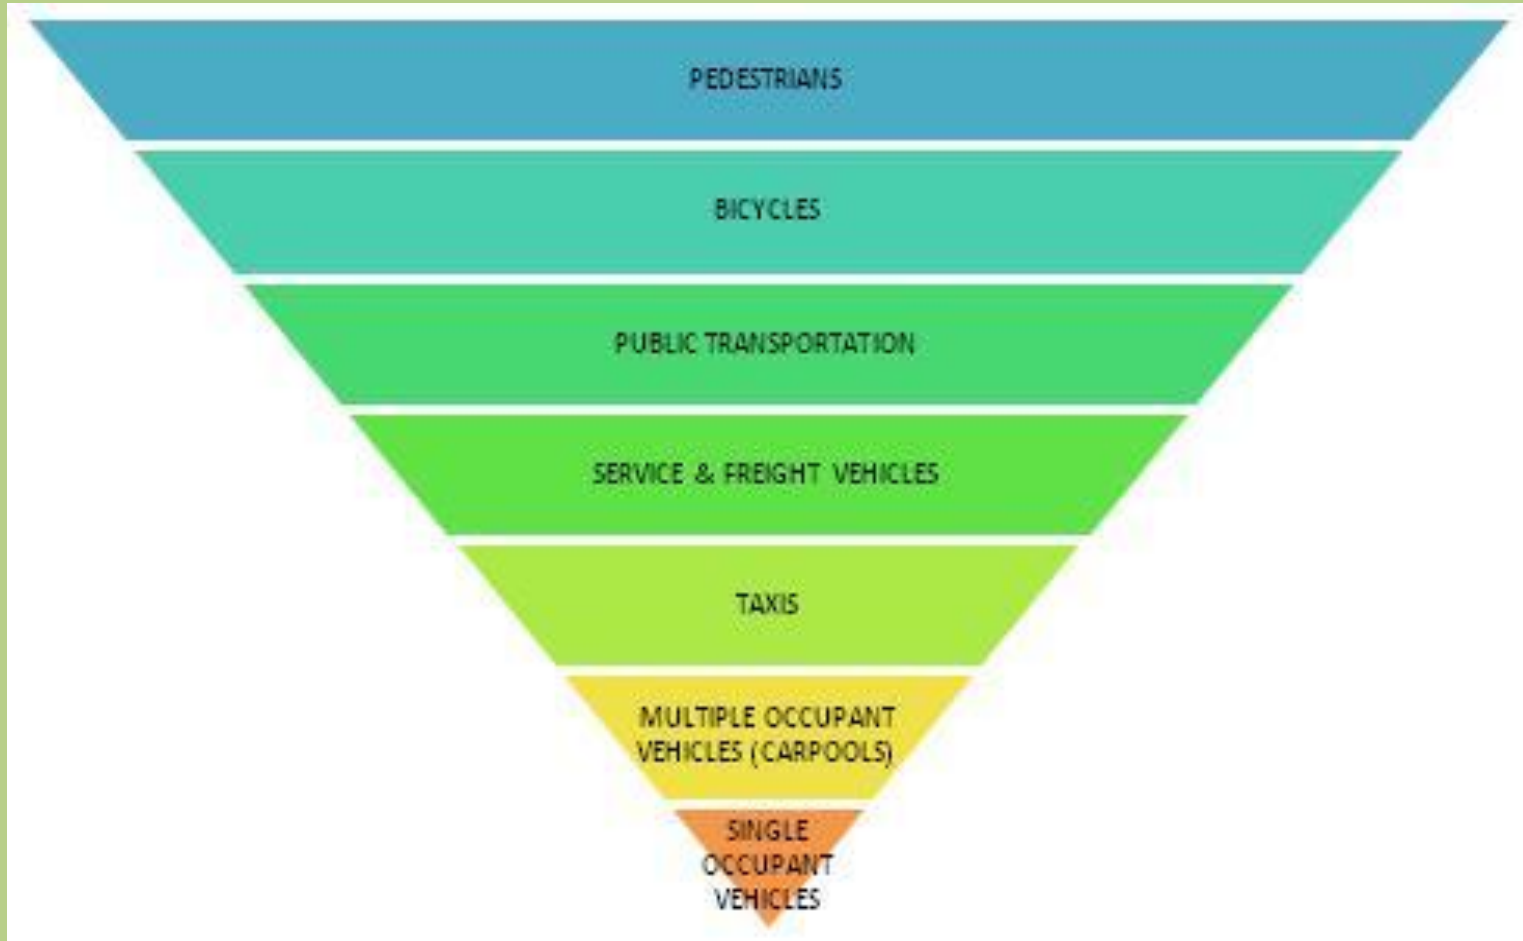 PEDESTRIANS
BICYCLES
PUBLIC TRANSPORTATION
SERVICE & FREIGHT VEHICLES
TAXIS
MULTIPLE OCCUPANT
VEHICLES (CARPOOLS)
SINGLE
OCCUPANT
VEHICLES